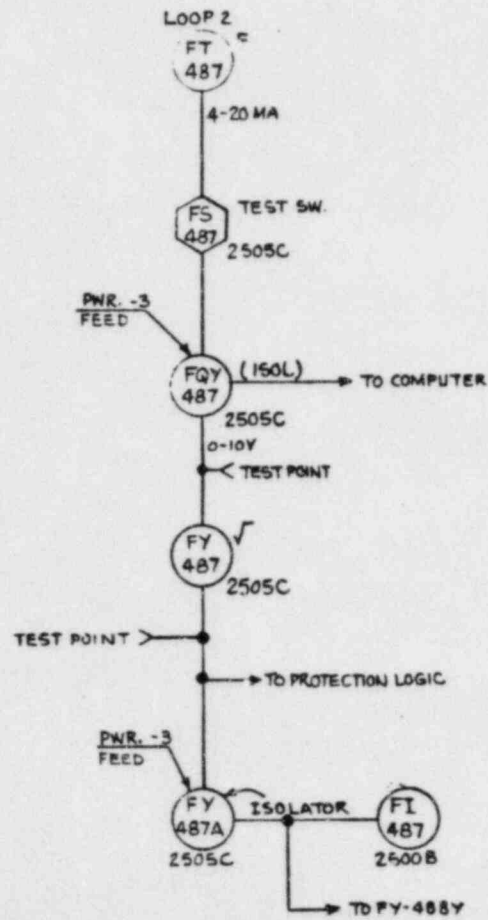 LOOP 2
FT
487
4-20 MA
FS
487
TEST SW.
2505C
PWR. -3
FEED
FQY
487
(ISOL)
TO COMPUTER
2505C
0-10V
TEST POINT
FY
487
√
2505C
TEST POINT
TO PROTECTION LOGIC
PWR. -3
FEED
FY
487A
ISOLATOR
FI
487
2505C
2500B
TO FY-488Y